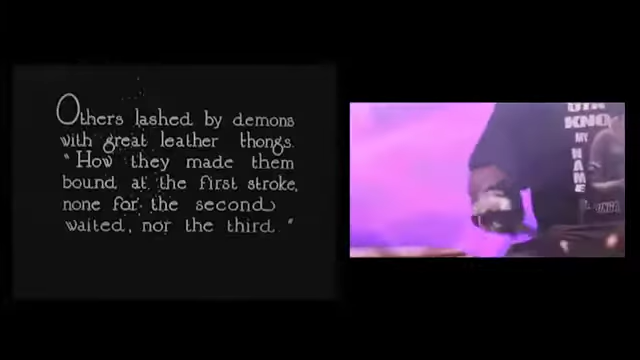 Others lashed by demons
with great leather thongs.
"How they made them
bound at the first stroke,
none for the second
waited, nor the third."
KNO
MY
NAME